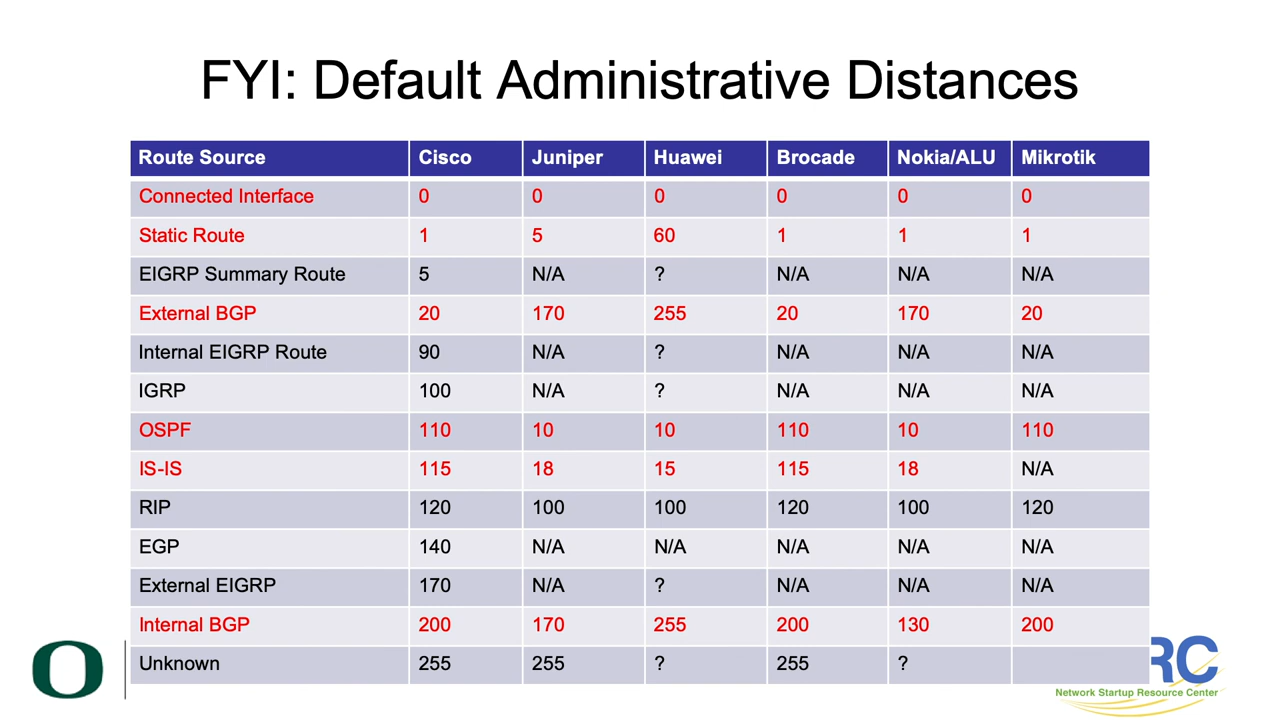 FYI: Default Administrative Distances
Route Source Cisco Juniper Huawei Brocade Nokia/ALU Mikrotik
Connected Interface 0 0 0 0 0 0
Static Route 1 5 60 1 1 1
EIGRP Summary Route 5 N/A ? N/A N/A N/A
External BGP 20 170 255 20 170 20
Internal EIGRP Route 90 N/A ? N/A N/A N/A
IGRP 100 N/A ? N/A N/A N/A
OSPF 110 10 10 110 10 110
IS-IS 115 18 15 115 18 N/A
RIP 120 100 100 120 100 120
EGP 140 N/A N/A N/A N/A N/A
External EIGRP 170 N/A ? N/A N/A N/A
Internal BGP 200 170 255 200 130 200
Unknown 255 255 ? 255 ?
O
RC
Network Startup Resource Center